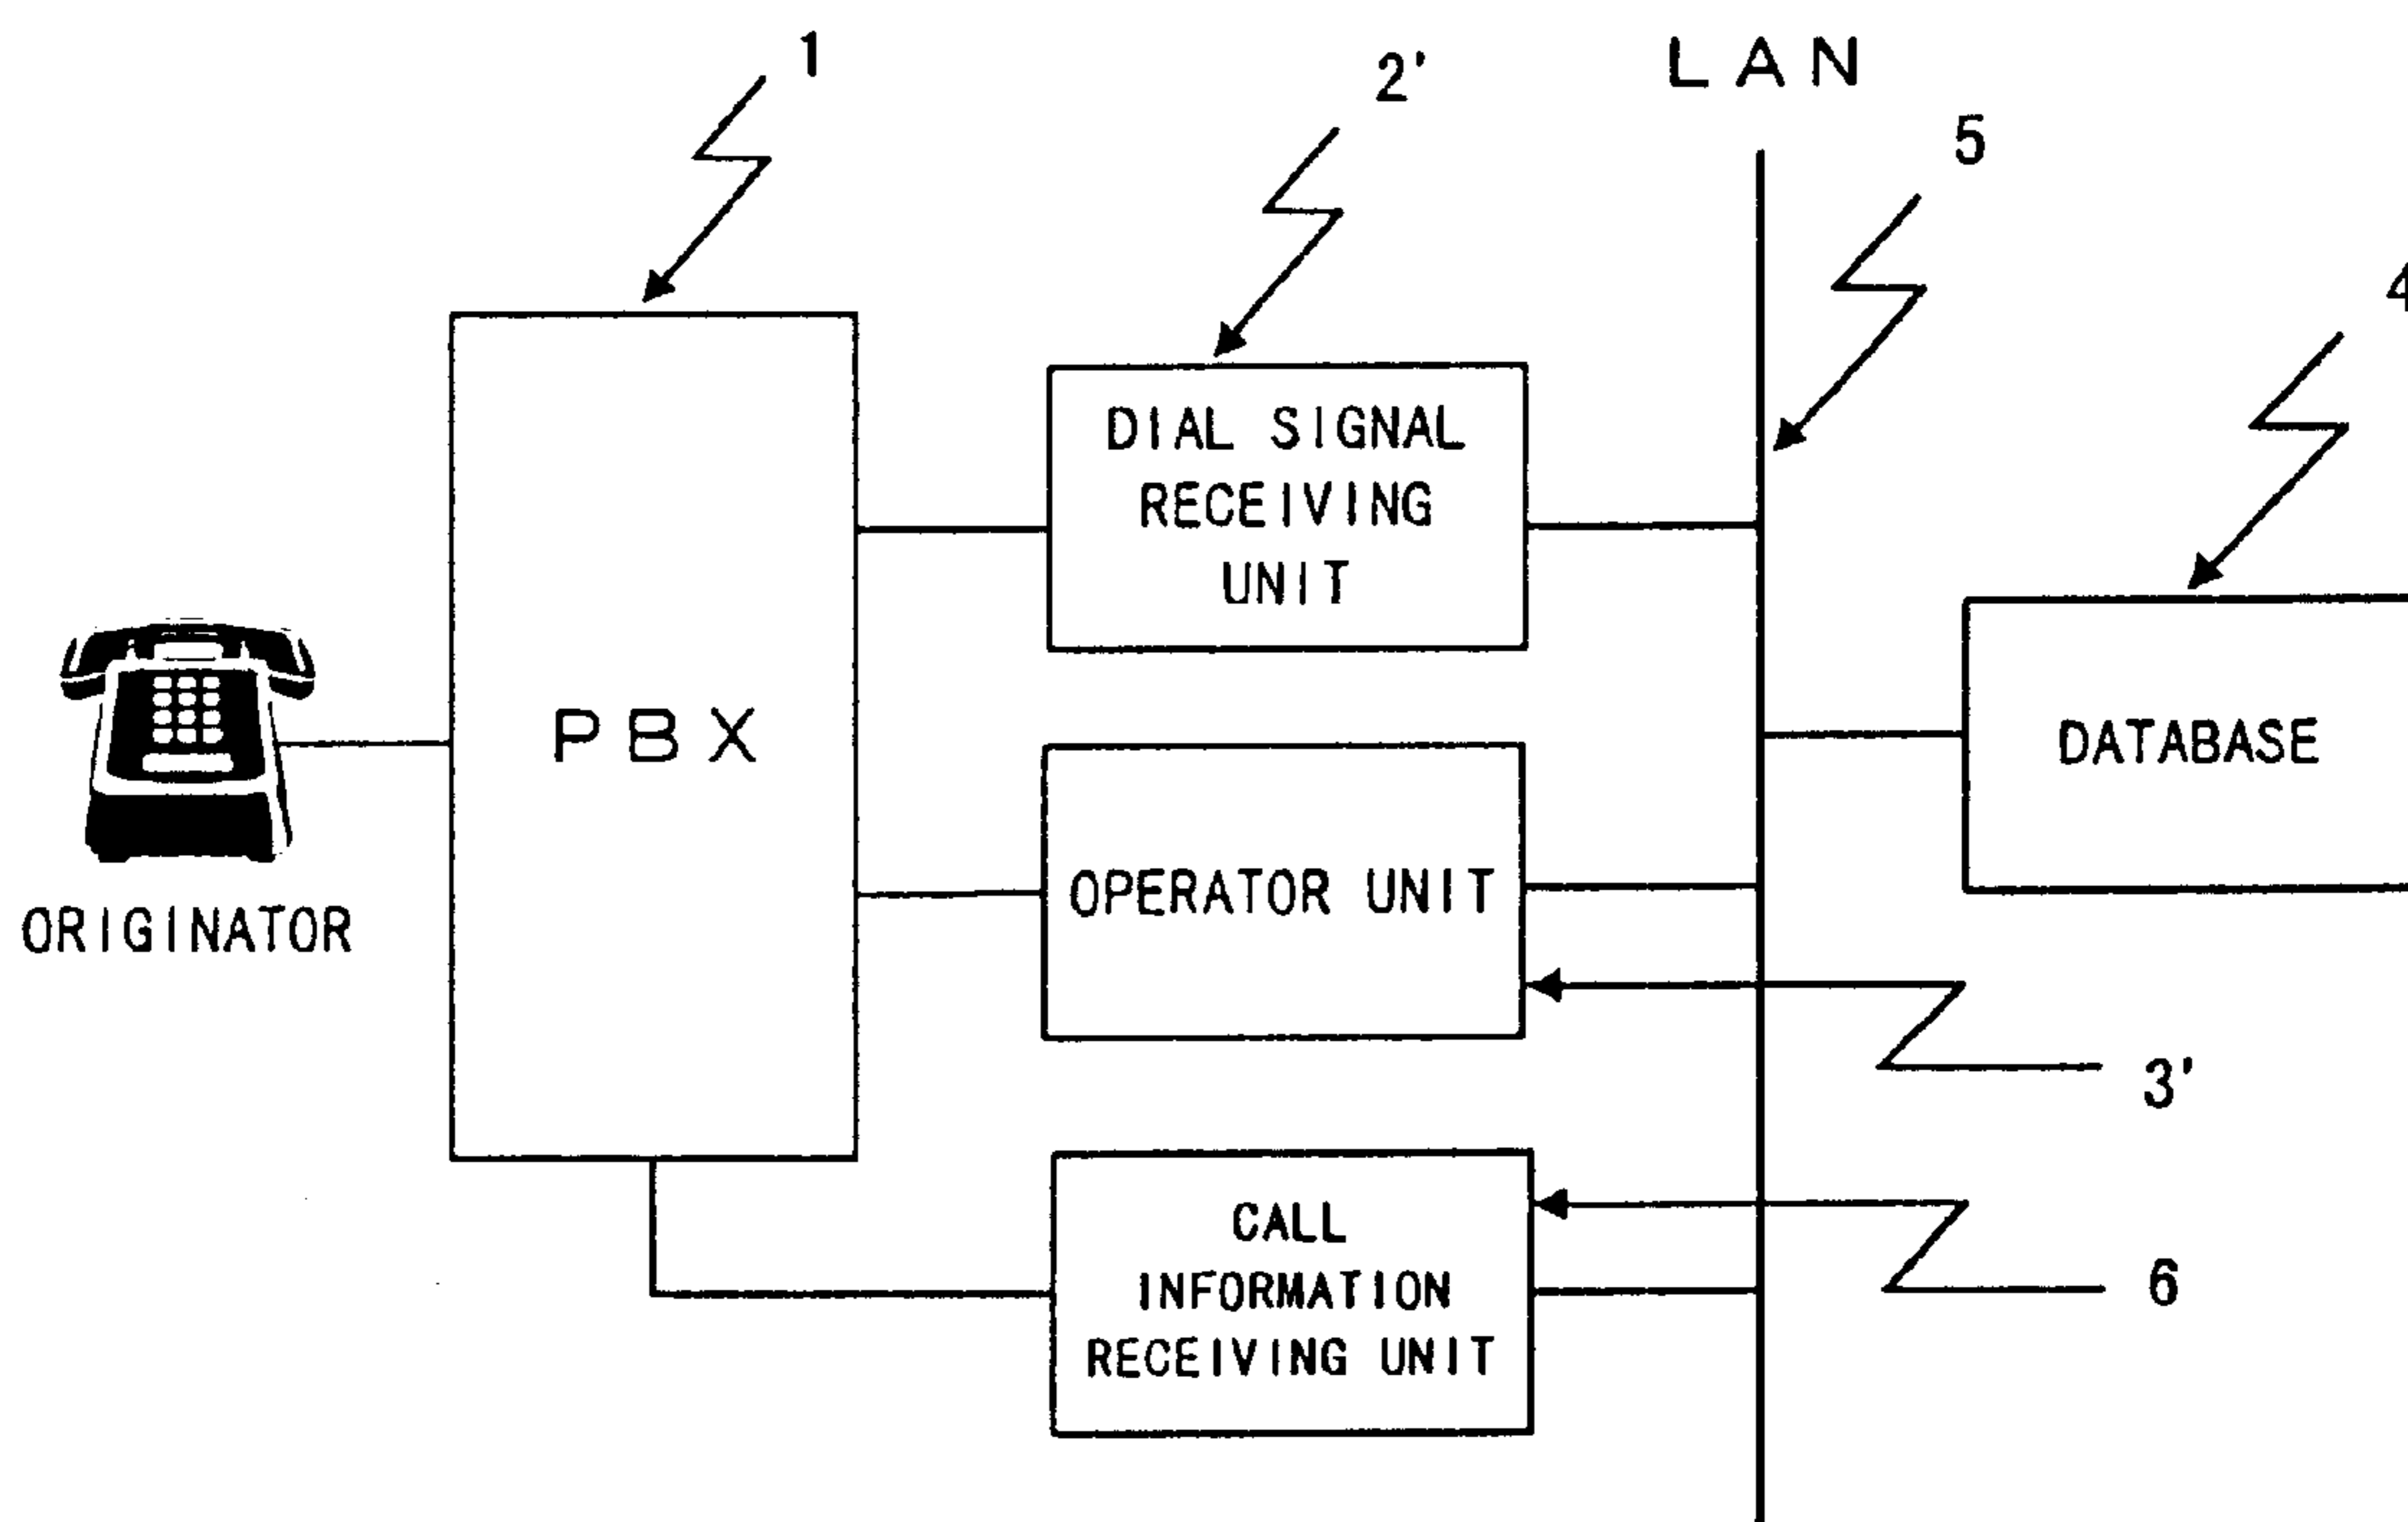 1
2'
LAN
5
4
DIAL SIGNAL
RECEIVING
UNIT
PBX
DATABASE
OPERATOR UNIT
ORIGINATOR
3'
CALL
INFORMATION
RECEIVING UNIT
6